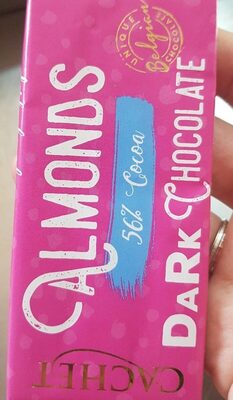 CACHET
DARK CHOCOLATE
56% Cocoa
ALMONDS
UNIQUE
Belgian
CHOCOLATE